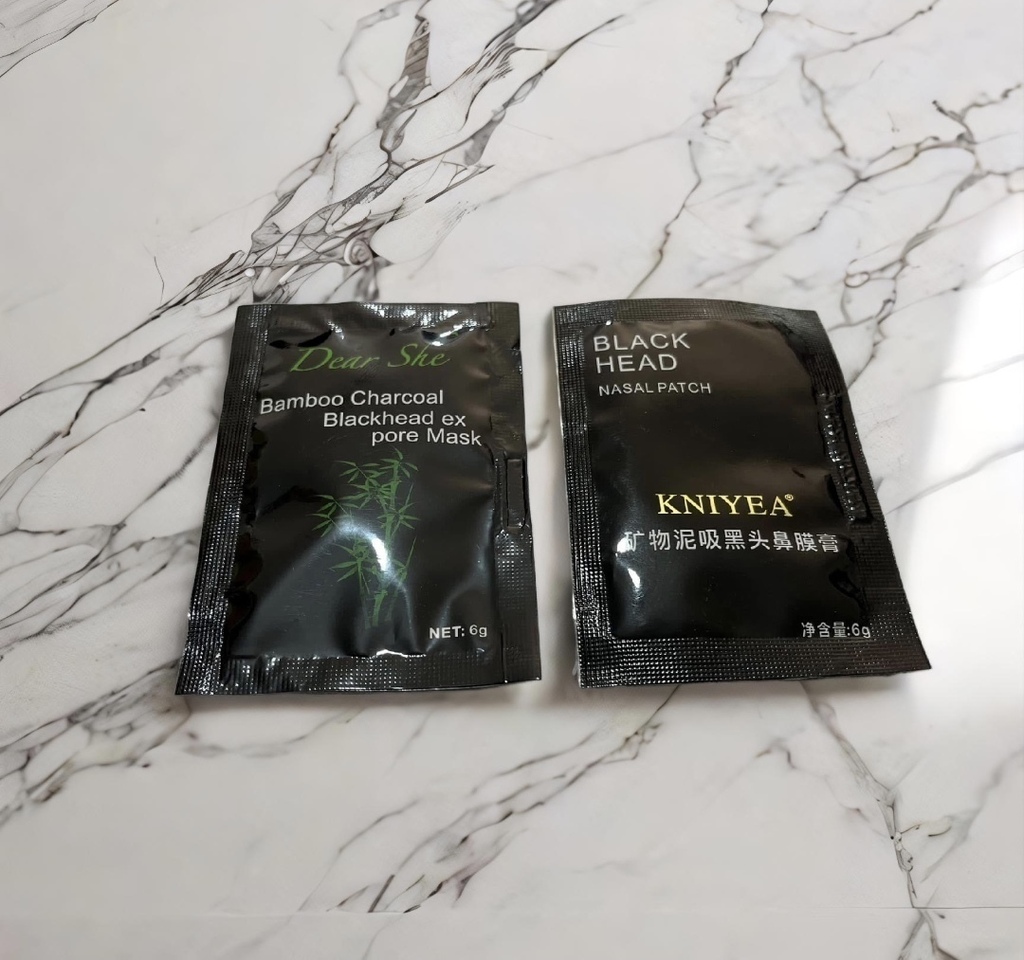 Dear She
Bamboo Charcoal
Blackhead ex
pore Mask
NET: 6g
BLACK
HEAD
NASAL PATCH
KNIYEA®
矿物泥吸黑头鼻膜膏
净含量:6g